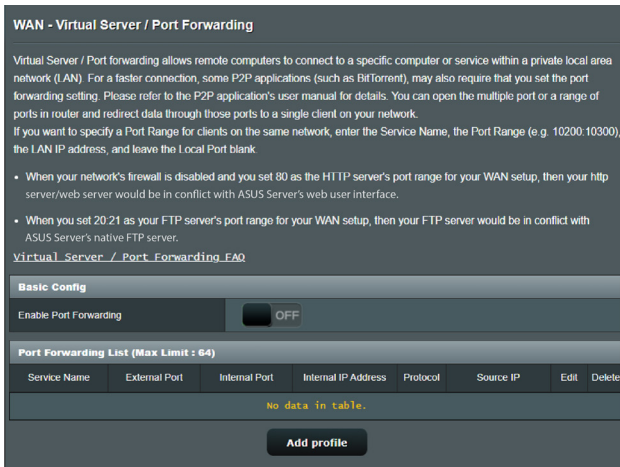 WAN - Virtual Server / Port Forwarding
Virtual Server / Port forwarding allows remote computers to connect to a specific computer or service within a private local area
network (LAN). For a faster connection, some P2P applications (such as BitTorrent), may also require that you set the port
forwarding setting. Please refer to the P2P application's user manual for details. You can open the multiple port or a range of
ports in router and redirect data through those ports to a single client on your network.
If you want to specify a Port Range for clients on the same network, enter the Service Name, the Port Range (e.g. 10200:10300),
the LAN IP address, and leave the Local Port blank.
• When your network's firewall is disabled and you set 80 as the HTTP server's port range for your WAN setup, then your http
server/web server would be in conflict with ASUS Server's web user interface.
• When you set 20:21 as your FTP server's port range for your WAN setup, then your FTP server would be in conflict with
ASUS Server's native FTP server.
Virtual Server / Port Forwarding FAQ
Basic Config
Enable Port Forwarding OFF
Port Forwarding List (Max Limit : 64)
Service Name External Port Internal Port Internal IP Address Protocol Source IP Edit Delete
No data in table.
Add profile